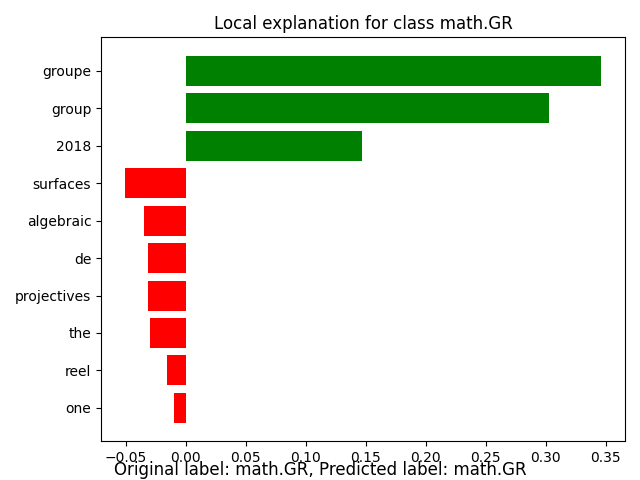 Local explanation for class math.GR
groupe
group
2018
surfaces
algebraic
de
projectives
the
reel
one
−0.05 0.00 0.05 0.10 0.15 0.20 0.25 0.30 0.35
Original label: math.GR, Predicted label: math.GR